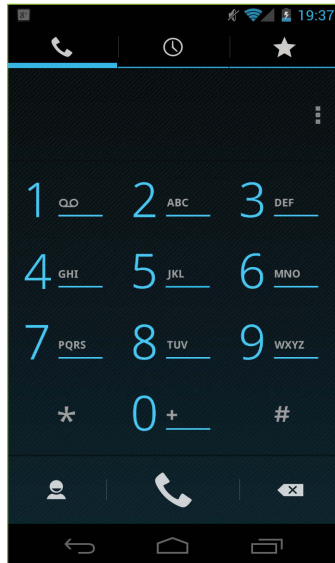 19:37
1
2 ABC
3 DEF
4 GHI
5 JKL
6 MNO
7 PQRS
8 TUV
9 WXYZ
*
0 +
#